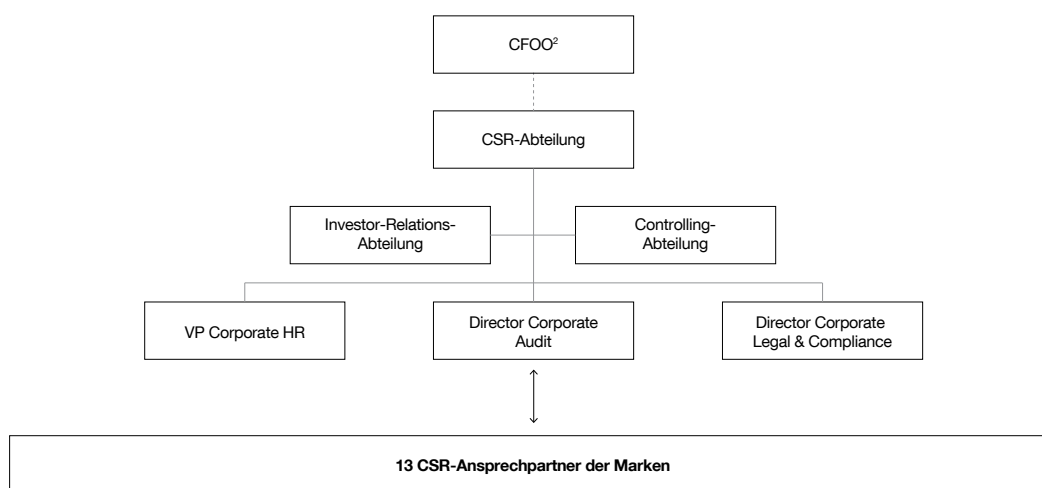 CFOO²
CSR-Abteilung
Investor-Relations-
Abteilung
Controlling-
Abteilung
VP Corporate HR
Director Corporate
Audit
Director Corporate
Legal & Compliance
13 CSR-Ansprechpartner der Marken